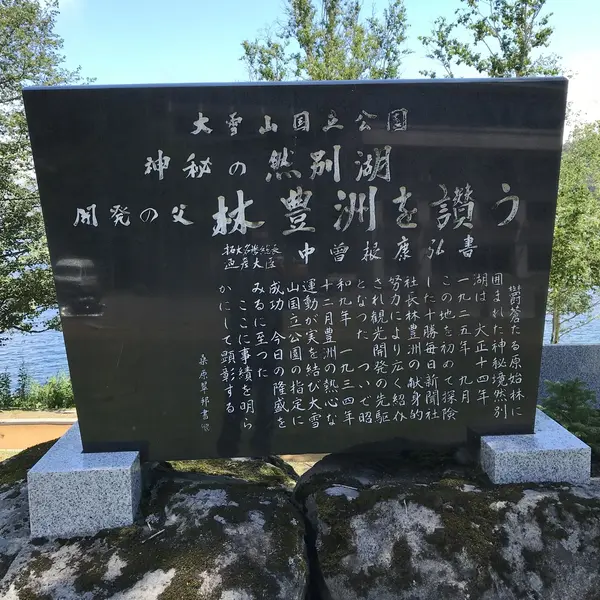 大雪山国立公園
神秘の然別湖
開発の父 林豊洲を讃う
中曽根康弘書
鬱蒼たる原始林に
囲まれた神秘境然別
湖は 大正十四年
一九二五年 九月
この地を初めて探険
した十勝毎日新聞社
社長林豊洲の献身的
努力により広く紹介
され観光開発の先駆
となった ついで昭
和九年 一九三四年
十二月豊洲の熱心な
運動が実を結び大雪
山国立公園の指定に
成功 今日の隆盛を
みるに至った
ここに事績を明ら
かにして顕彰する
桑原翠邦書